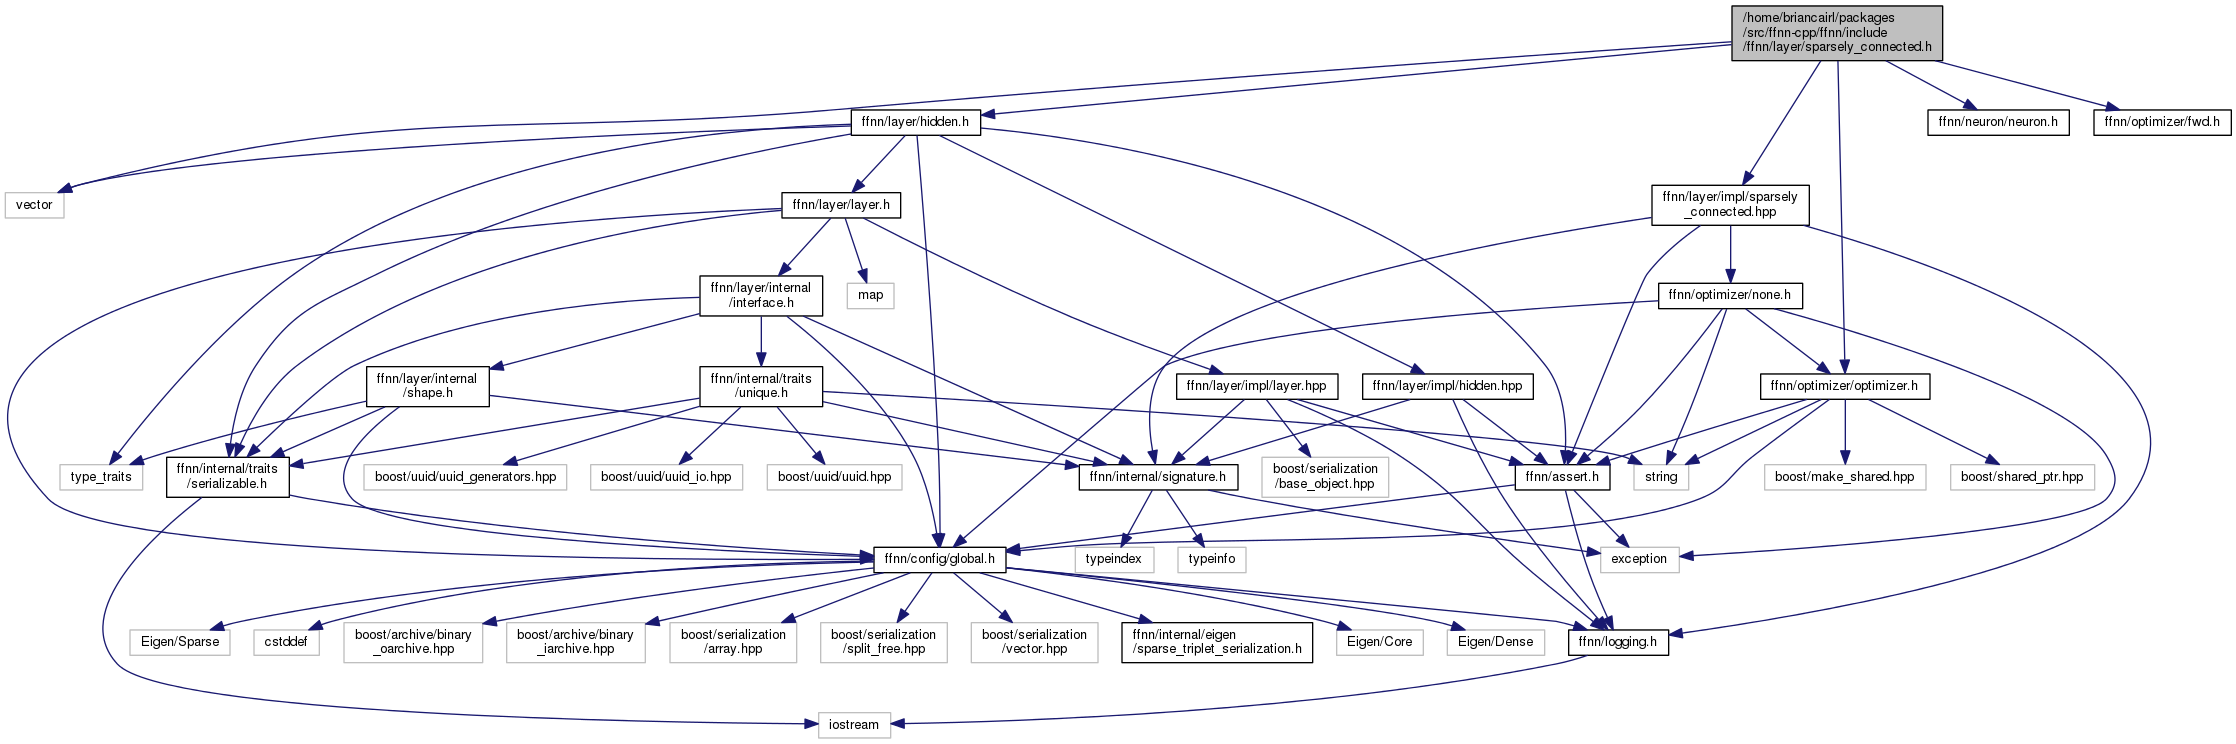 /home/briancairl/packages
/src/ffnn-cpp/ffnn/include
/ffnn/layer/sparsely_connected.h
ffnn/layer/hidden.h
ffnn/neuron/neuron.h
ffnn/optimizer/fwd.h
vector
ffnn/layer/layer.h
ffnn/layer/impl/sparsely
_connected.hpp
ffnn/layer/internal
/interface.h
map
ffnn/optimizer/none.h
ffnn/layer/internal
/shape.h
ffnn/internal/traits
/unique.h
ffnn/layer/impl/layer.hpp
ffnn/layer/impl/hidden.hpp
ffnn/optimizer/optimizer.h
type_traits
ffnn/internal/traits
/serializable.h
boost/uuid/uuid_generators.hpp
boost/uuid/uuid_io.hpp
boost/uuid/uuid.hpp
ffnn/internal/signature.h
boost/serialization
/base_object.hpp
ffnn/assert.h
string
boost/make_shared.hpp
boost/shared_ptr.hpp
ffnn/config/global.h
typeindex
typeinfo
exception
Eigen/Sparse
cstddef
boost/archive/binary
_oarchive.hpp
boost/archive/binary
_iarchive.hpp
boost/serialization
/array.hpp
boost/serialization
/split_free.hpp
boost/serialization
/vector.hpp
ffnn/internal/eigen
/sparse_triplet_serialization.h
Eigen/Core
Eigen/Dense
ffnn/logging.h
iostream